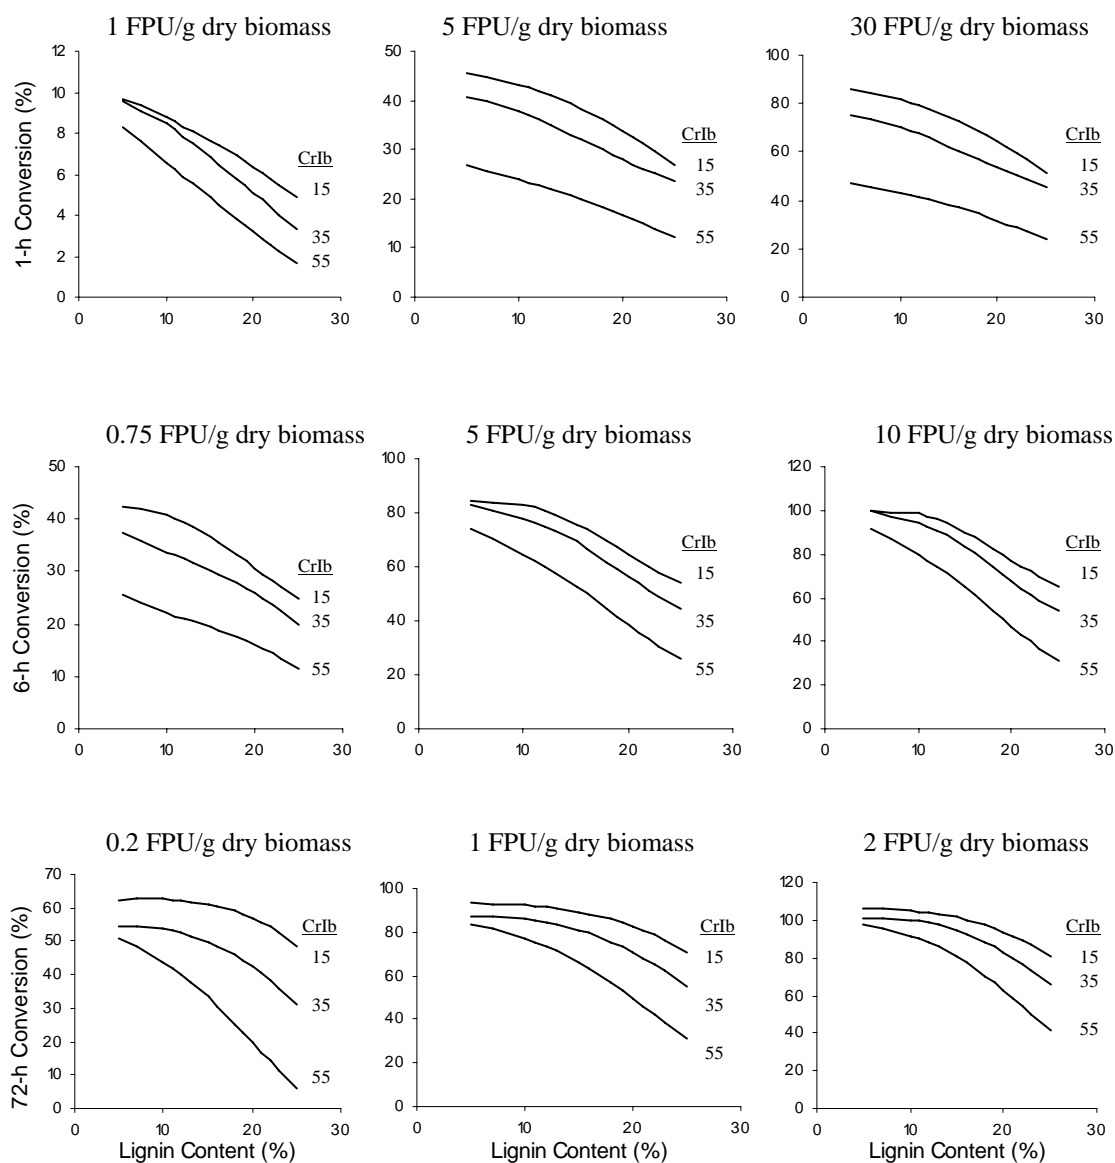 1 FPU/g dry biomass
5 FPU/g dry biomass
30 FPU/g dry biomass
1-h Conversion (%)
12
10
8
6
4
2
0
0 10 20 30
CrIb
15
35
55
50
40
30
20
10
0
0 10 20 30
CrIb
15
35
55
100
80
60
40
20
0
0 10 20 30
CrIb
15
35
55
0.75 FPU/g dry biomass
5 FPU/g dry biomass
10 FPU/g dry biomass
6-h Conversion (%)
50
40
30
20
10
0
0 10 20 30
CrIb
15
35
55
100
80
60
40
20
0
0 10 20 30
CrIb
15
35
55
120
100
80
60
40
20
0
0 10 20 30
CrIb
15
35
55
0.2 FPU/g dry biomass
1 FPU/g dry biomass
2 FPU/g dry biomass
72-h Conversion (%)
70
60
50
40
30
20
10
0
0 10 20 30
CrIb
15
35
55
Lignin Content (%)
100
80
60
40
20
0
0 10 20 30
CrIb
15
35
55
Lignin Content (%)
120
100
80
60
40
20
0
0 10 20 30
CrIb
15
35
55
Lignin Content (%)